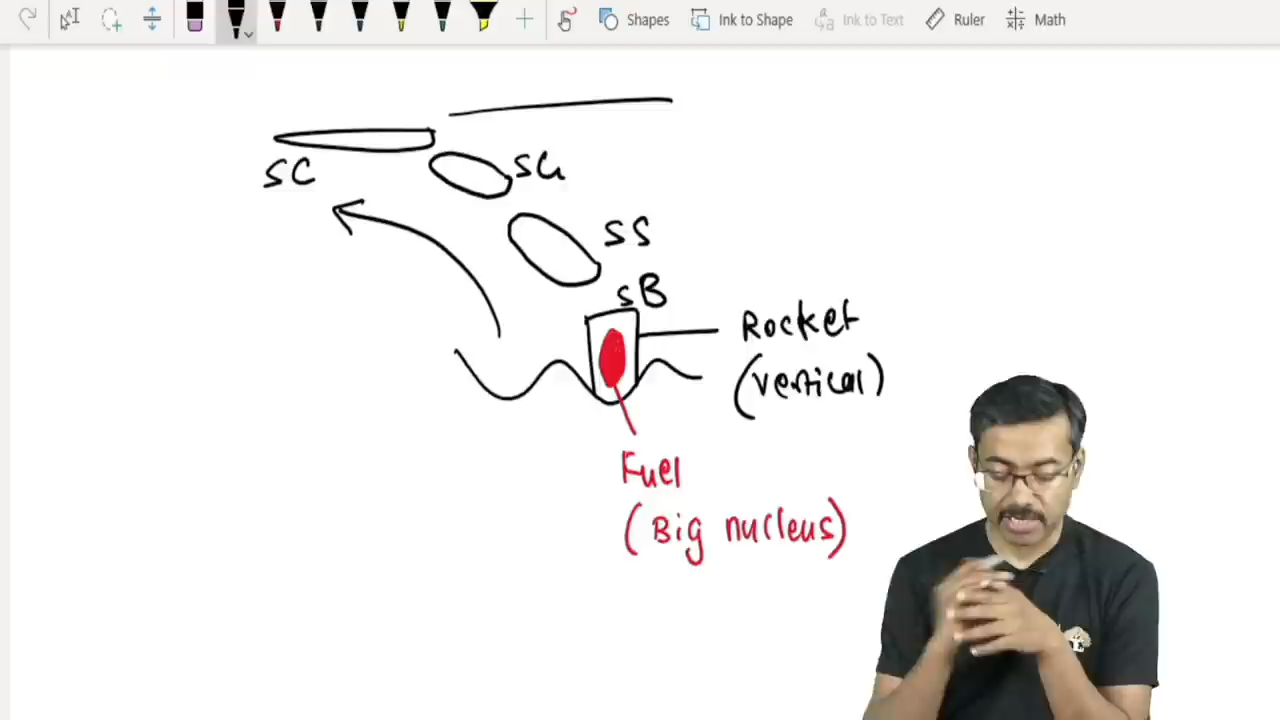 Shapes
Ink to Shape
Ink to Text
Ruler
Math
SC
SG
SS
SB
Rocket
(vertical)
Fuel
(Big nucleus)